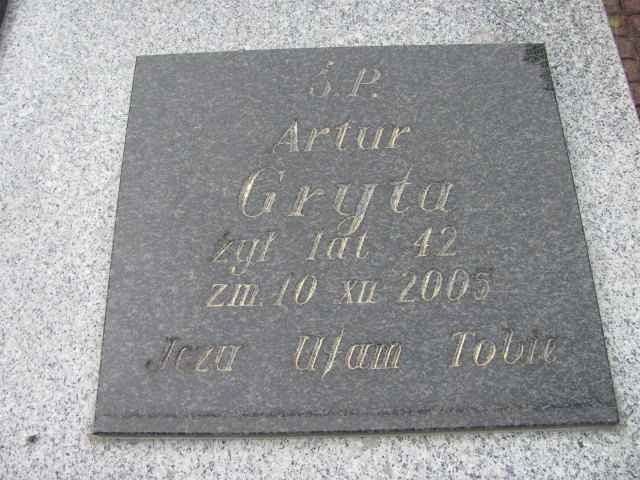 Ś.P.
Artur
Gryta
żył lat 42
zm. 10 XII 2005
Jezu Ufam Tobie